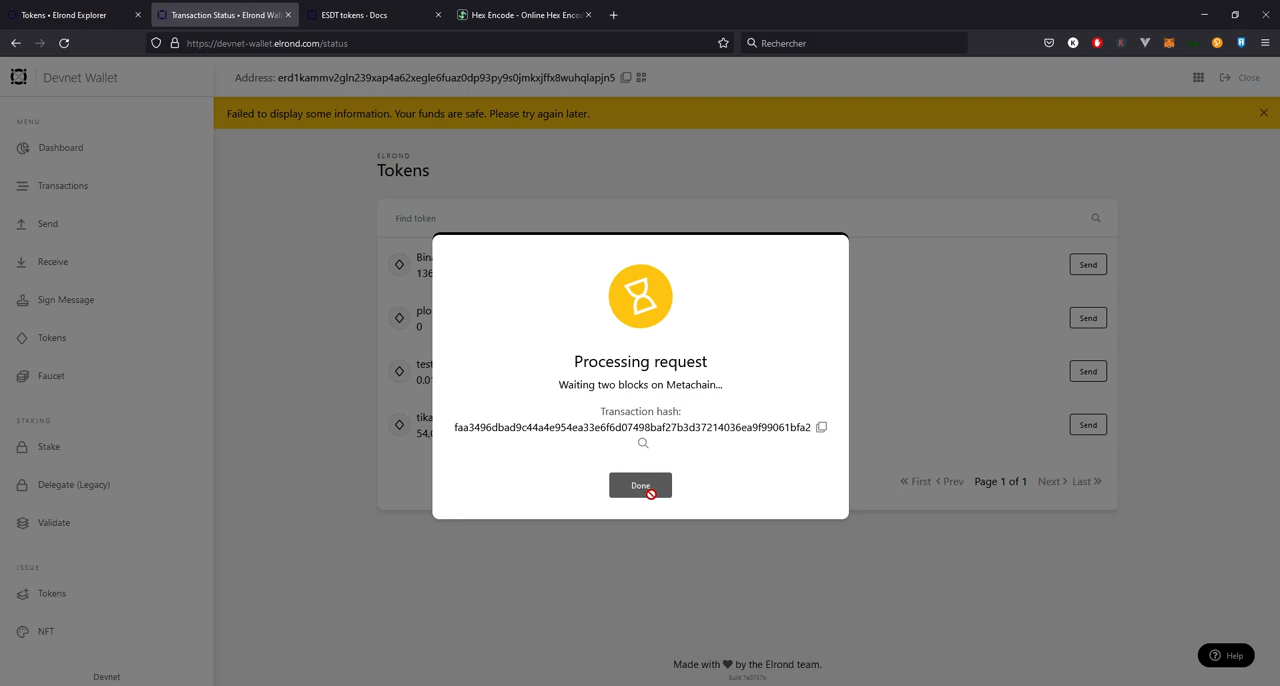 Tokens • Elrond Explorer
Transaction Status • Elrond Wall
ESDT tokens · Docs
Hex Encode - Online Hex Encod
https://devnet-wallet.elrond.com/status
Rechercher
Devnet Wallet
Address: erd1kammv2gln239xap4a62xegle6fuaz0dp93py9s0jmkxjffx8wuhqlapjn5
Close
MENU
Failed to display some information. Your funds are safe. Please try again later.
Dashboard
Transactions
Send
Receive
Sign Message
Tokens
Faucet
STAKING
Stake
Delegate (Legacy)
Validate
ISSUE
Tokens
NFT
Devnet
ELROND
Tokens
Find token
Bin
136
Send
plo
0
Send
test
0.01
Send
tika
54,0
Send
Processing request
Waiting two blocks on Metachain...
Transaction hash:
faa3496dbad9c44a4e954ea33e6f6d07498baf27b3d37214036ea9f99061bfa2
Done
First Prev Page 1 of 1 Next Last
Made with by the Elrond team.
Help